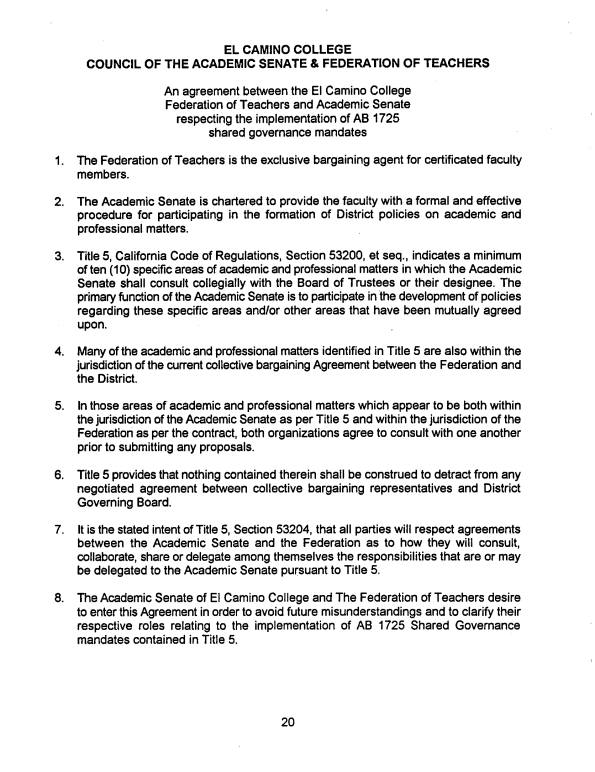 EL CAMINO COLLEGE
COUNCIL OF THE ACADEMIC SENATE & FEDERATION OF TEACHERS
An agreement between the El Camino College
Federation of Teachers and Academic Senate
respecting the implementation of AB 1725
shared governance mandates
1. The Federation of Teachers is the exclusive bargaining agent for certificated faculty
members.
2. The Academic Senate is chartered to provide the faculty with a formal and effective
procedure for participating in the formation of District policies on academic and
professional matters.
3. Title 5, California Code of Regulations, Section 53200, et seq., indicates a minimum
of ten (10) specific areas of academic and professional matters in which the Academic
Senate shall consult collegially with the Board of Trustees or their designee. The
primary function of the Academic Senate is to participate in the development of policies
regarding these specific areas and/or other areas that have been mutually agreed
upon.
4. Many of the academic and professional matters identified in Title 5 are also within the
jurisdiction of the current collective bargaining Agreement between the Federation and
the District.
5. In those areas of academic and professional matters which appear to be both within
the jurisdiction of the Academic Senate as per Title 5 and within the jurisdiction of the
Federation as per the contract, both organizations agree to consult with one another
prior to submitting any proposals.
6. Title 5 provides that nothing contained therein shall be construed to detract from any
negotiated agreement between collective bargaining representatives and District
Governing Board.
7. It is the stated intent of Title 5, Section 53204, that all parties will respect agreements
between the Academic Senate and the Federation as to how they will consult,
collaborate, share or delegate among themselves the responsibilities that are or may
be delegated to the Academic Senate pursuant to Title 5.
8. The Academic Senate of El Camino College and The Federation of Teachers desire
to enter this Agreement in order to avoid future misunderstandings and to clarify their
respective roles relating to the implementation of AB 1725 Shared Governance
mandates contained in Title 5.
20